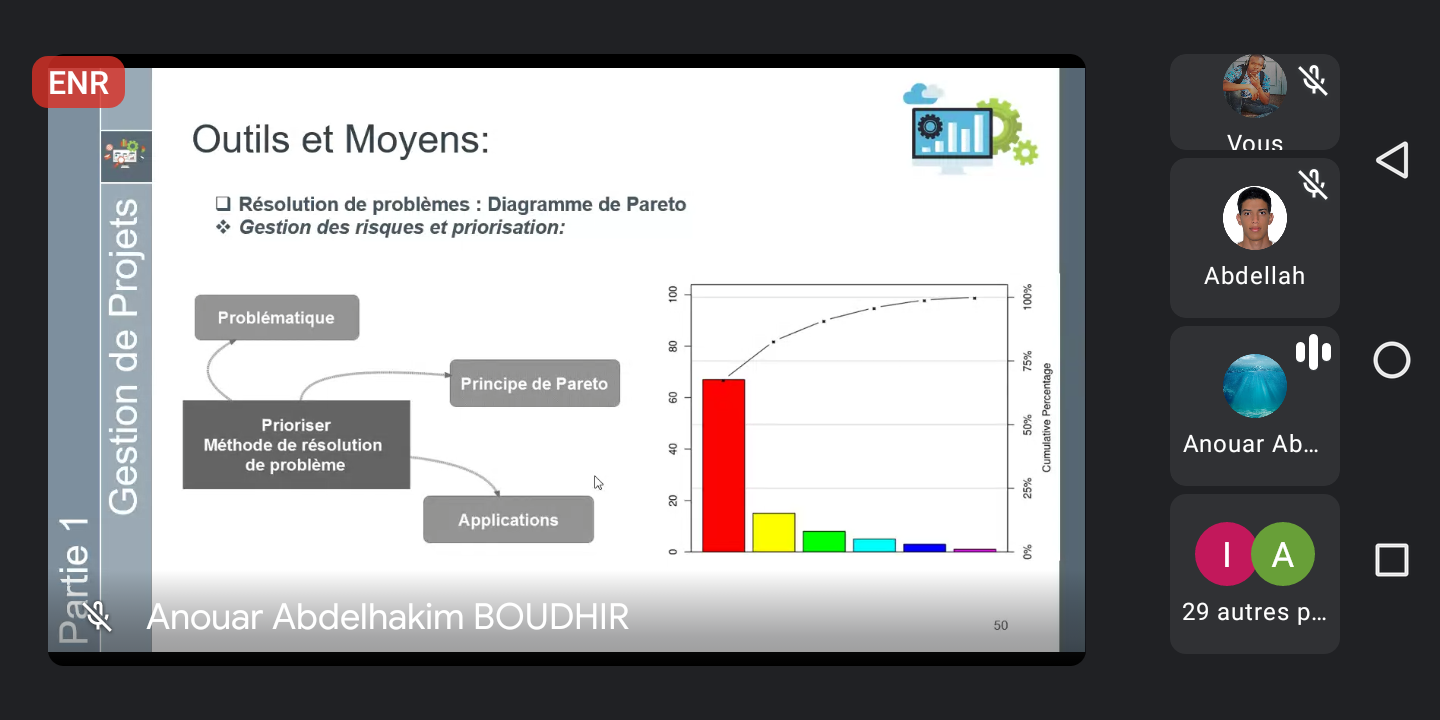 ENR
Partie 1
Gestion de Projets
Outils et Moyens:
Résolution de problèmes : Diagramme de Pareto
Gestion des risques et priorisation:
Problématique
Principe de Pareto
Prioriser
Méthode de résolution
de problème
Applications
100
80
60
40
20
0
100%
75%
50%
25%
0%
Cumulative Percentage
Anouar Abdelhakim BOUDHIR
50
Vous
Abdellah
Anouar Ab...
I A
29 autres p...